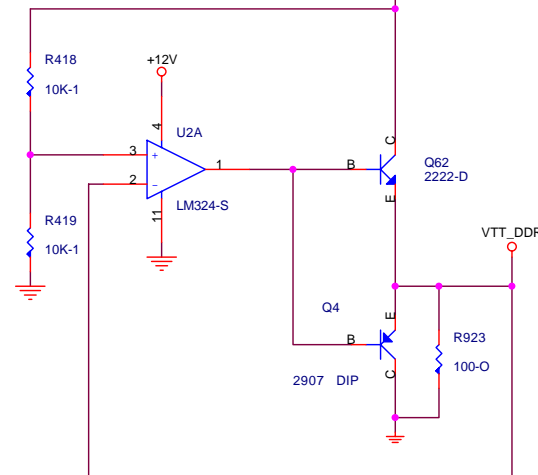 R418
10K-1
+12V
4
U2A
3
+
1
2
-
LM324-S
11
R419
10K-1
C
B
Q62
2222-D
E
VTT_DDR
Q4
E
B
2907 DIP
C
R923
100-O